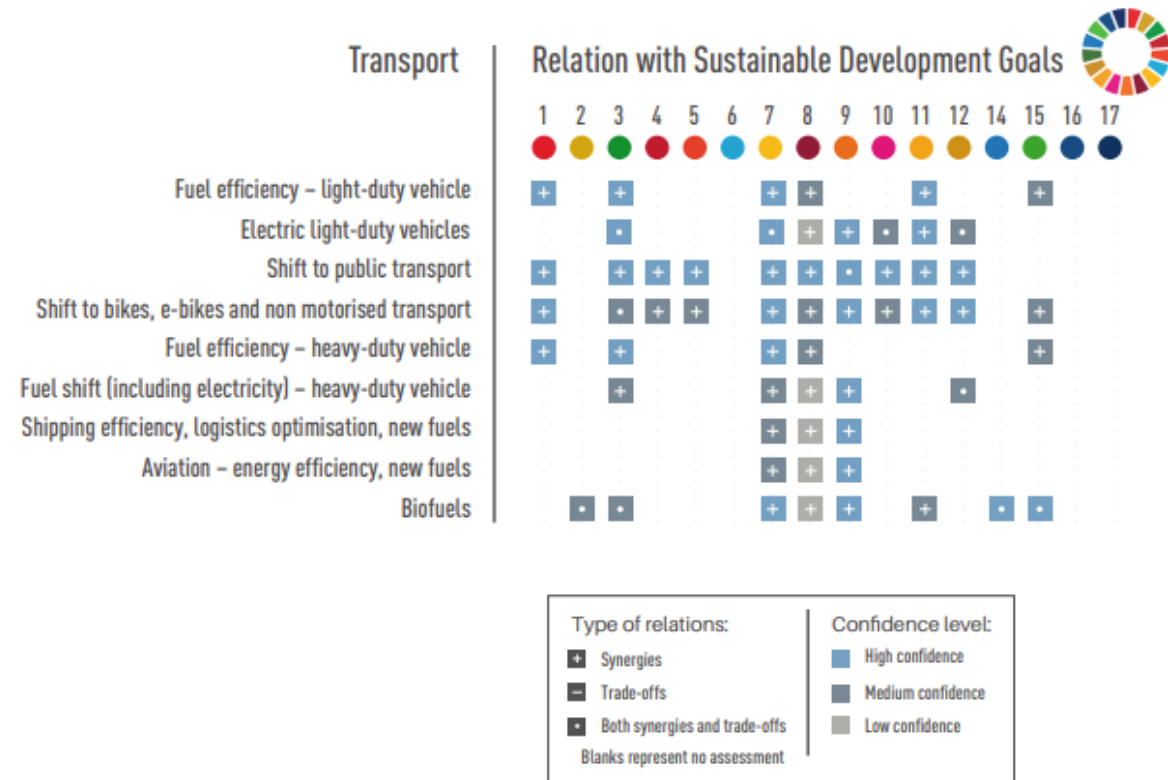 Transport
Relation with Sustainable Development Goals
1 2 3 4 5 6 7 8 9 10 11 12 14 15 16 17
Fuel efficiency – light-duty vehicle
Electric light-duty vehicles
Shift to public transport
Shift to bikes, e-bikes and non motorised transport
Fuel efficiency – heavy-duty vehicle
Fuel shift (including electricity) – heavy-duty vehicle
Shipping efficiency, logistics optimisation, new fuels
Aviation – energy efficiency, new fuels
Biofuels
Type of relations:
Synergies
Trade-offs
Both synergies and trade-offs
Blanks represent no assessment
Confidence level:
High confidence
Medium confidence
Low confidence